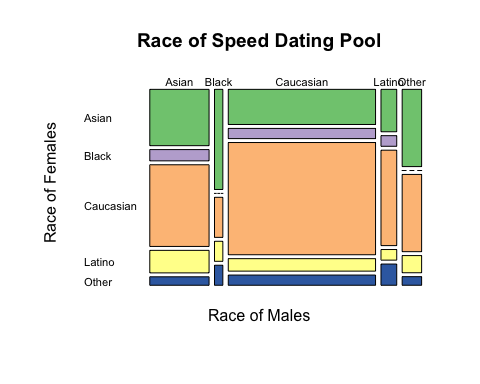 Race of Speed Dating Pool
Asian Black Caucasian Latino Other
Race of Females
Asian
Black
Caucasian
Latino
Other
Race of Males